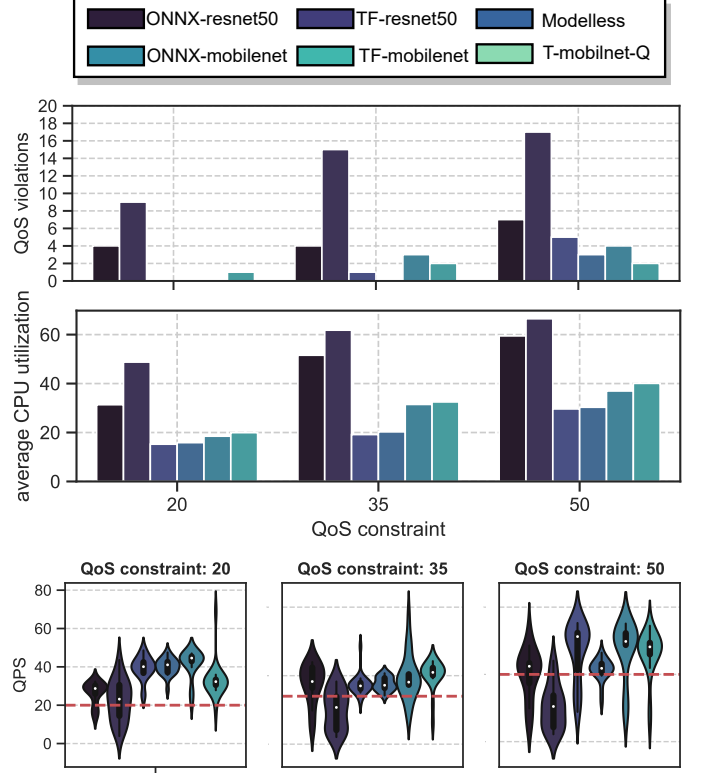 ONNX-resnet50 TF-resnet50 Modelless
ONNX-mobilenet TF-mobilenet T-mobilnet-Q
QoS violations
20
18
16
14
12
10
8
6
4
2
0
average CPU utilization
60
40
20
0
20 35 50
QoS constraint
QoS constraint: 20 QoS constraint: 35 QoS constraint: 50
QPS
80
60
40
20
0